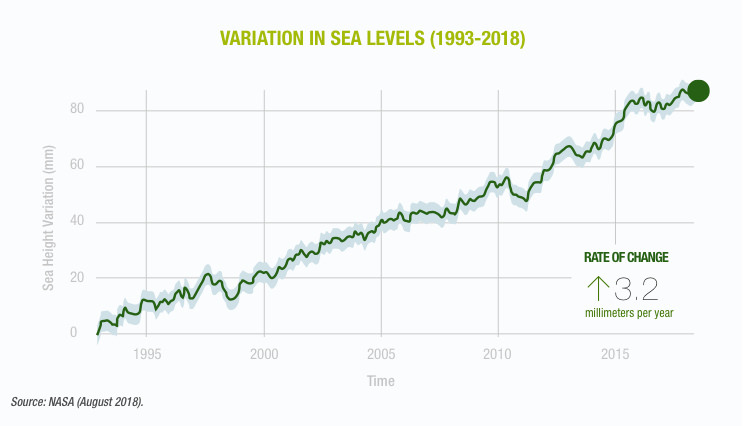 VARIATION IN SEA LEVELS (1993-2018)
Sea Height Variation (mm)
80
60
40
20
0
RATE OF CHANGE
↑ 3.2
millimeters per year
1995 2000 2005 2010 2015
Time
Source: NASA (August 2018).